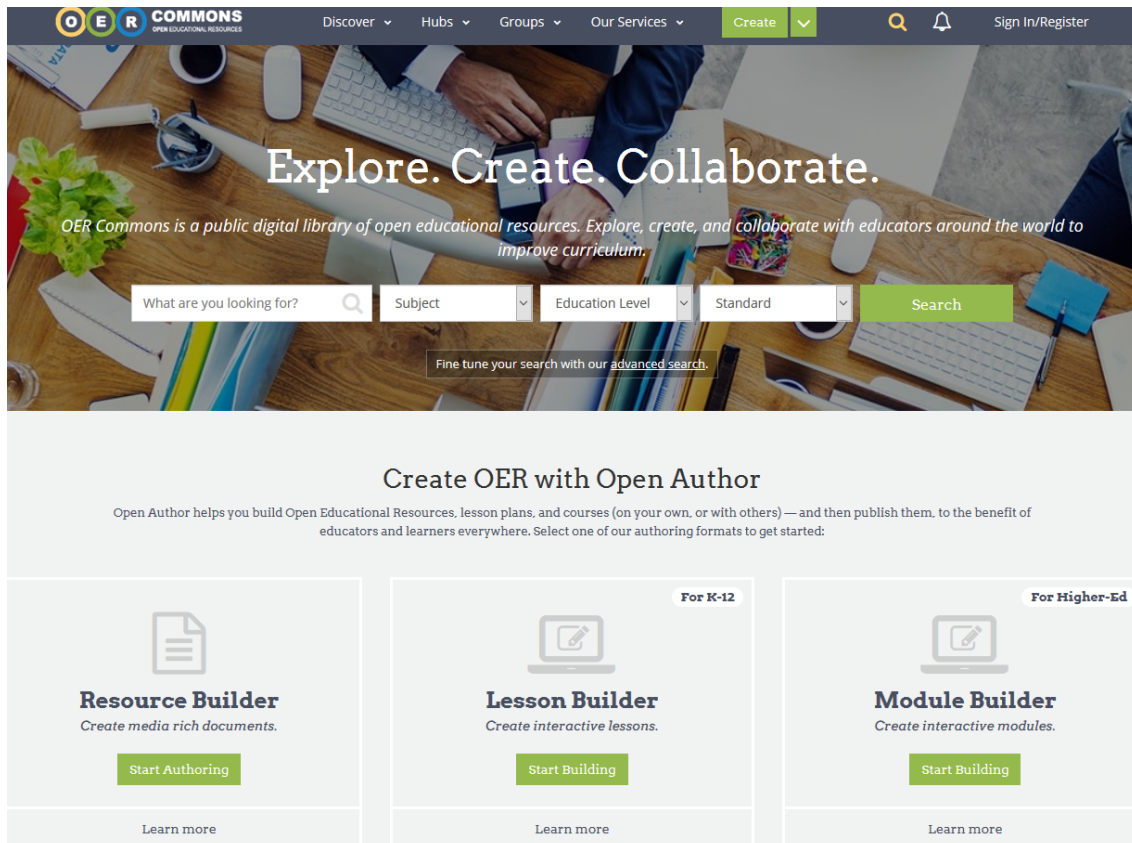 OER COMMONS
OPEN EDUCATIONAL RESOURCES
Discover Hubs Groups Our Services Create Sign In/Register
DATA
Explore. Create. Collaborate.
OER Commons is a public digital library of open educational resources. Explore, create, and collaborate with educators around the world to
improve curriculum.
What are you looking for? Subject Education Level Standard Search
Fine tune your search with our advanced search.
Create OER with Open Author
Open Author helps you build Open Educational Resources, lesson plans, and courses (on your own, or with others) — and then publish them, to the benefit of
educators and learners everywhere. Select one of our authoring formats to get started:
For K-12 For Higher-Ed
Resource Builder Lesson Builder Module Builder
Create media rich documents. Create interactive lessons. Create interactive modules.
Start Authoring Start Building Start Building
Learn more Learn more Learn more